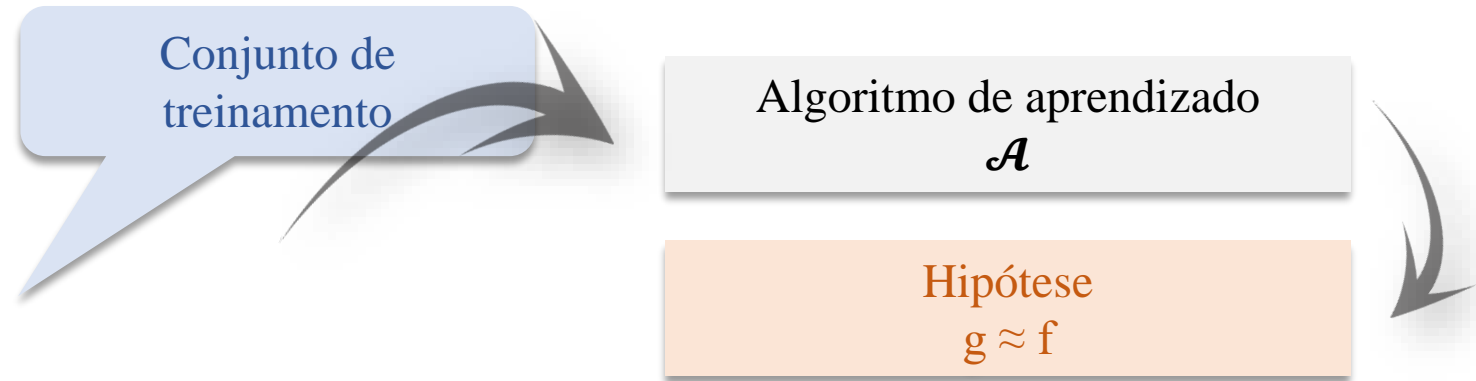 Conjunto de
treinamento
Algoritmo de aprendizado
𝓐
Hipótese
g ≈ f